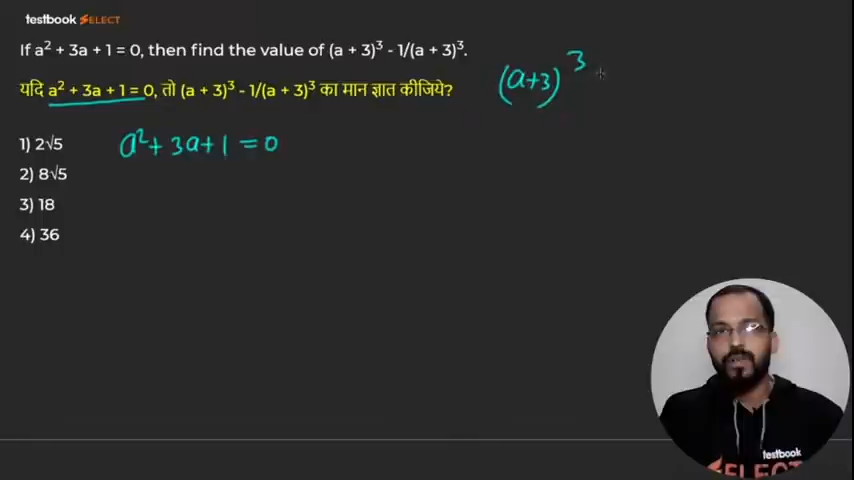 testbook SELECT
If a² + 3a + 1 = 0, then find the value of (a + 3)³ - 1/(a + 3)³.
यदि a² + 3a + 1 = 0, तो (a + 3)³ - 1/(a + 3)³ का मान ज्ञात कीजिये?
(a+3)³
1) 2√5
a² + 3a + 1 = 0
2) 8√5
3) 18
4) 36
testbook
SELECT